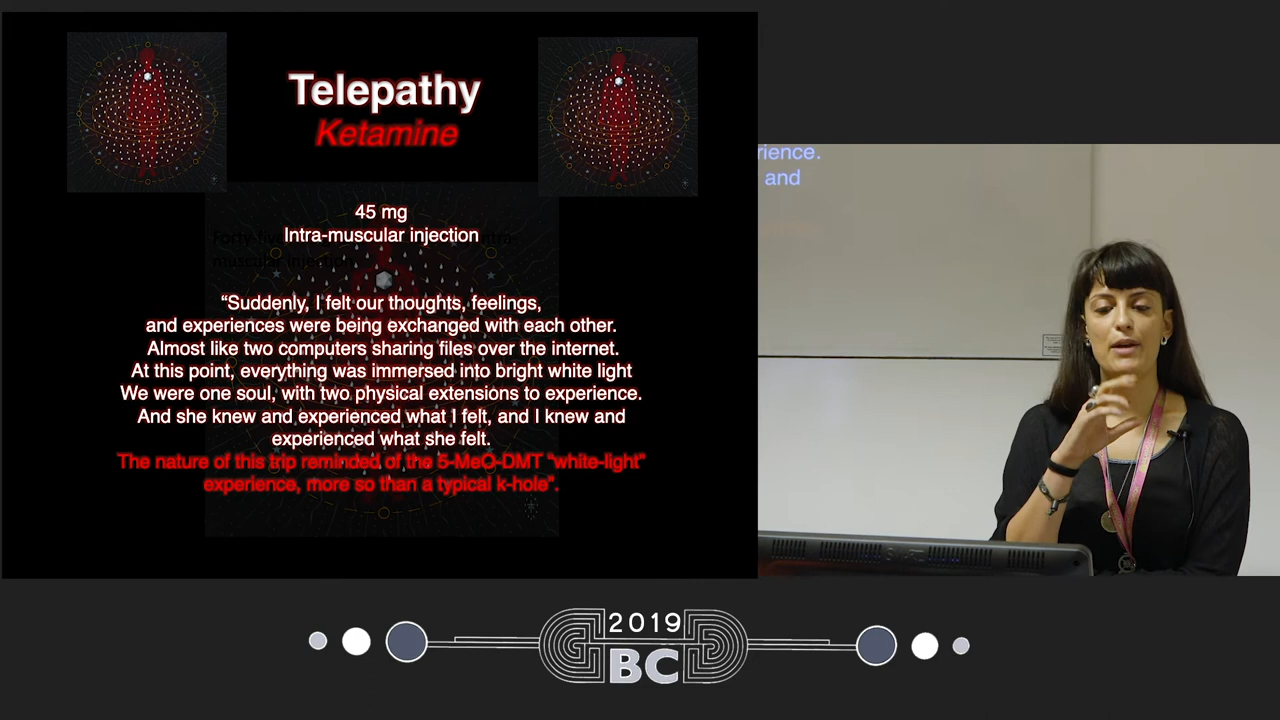 Telepathy
Ketamine
45 mg
Intra-muscular injection
“Suddenly, I felt our thoughts, feelings,
and experiences were being exchanged with each other.
Almost like two computers sharing files over the internet.
At this point, everything was immersed into bright white light
We were one soul, with two physical extensions to experience.
And she knew and experienced what I felt, and I knew and
experienced what she felt.
The nature of this trip reminded of the 5-MeO-DMT “white-light”
experience, more so than a typical k-hole”.
rience.
and
2019
BC